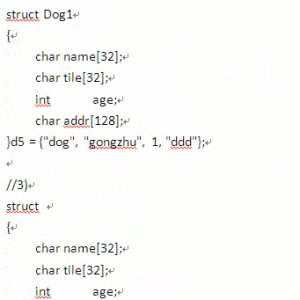 struct Dog1
{
char name[32];
char tile[32];
int age;
char addr[128];
}d5 = {"dog", "gongzhu", 1, "ddd"};
//3)
struct
{
char name[32];
char tile[32];
int age;